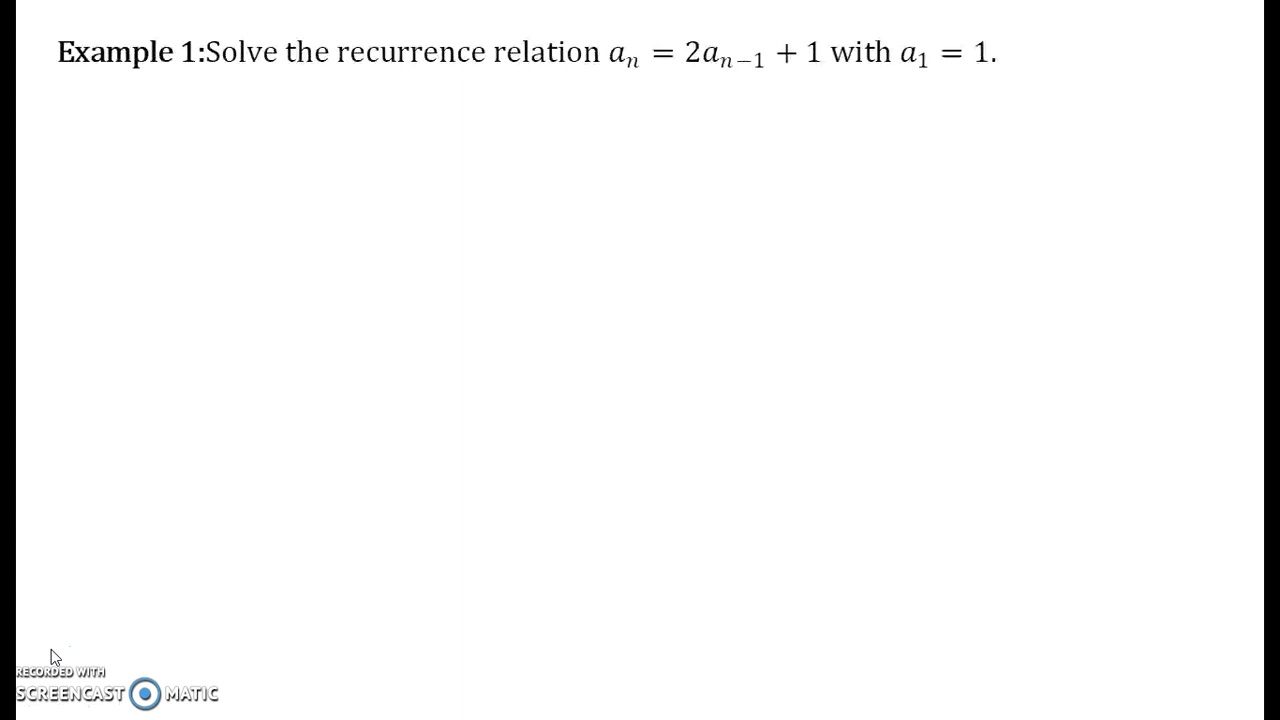 Example 1:Solve the recurrence relation aₙ = 2aₙ₋₁ + 1 with a₁ = 1.
RECORDED WITH
SCREENCAST MATIC